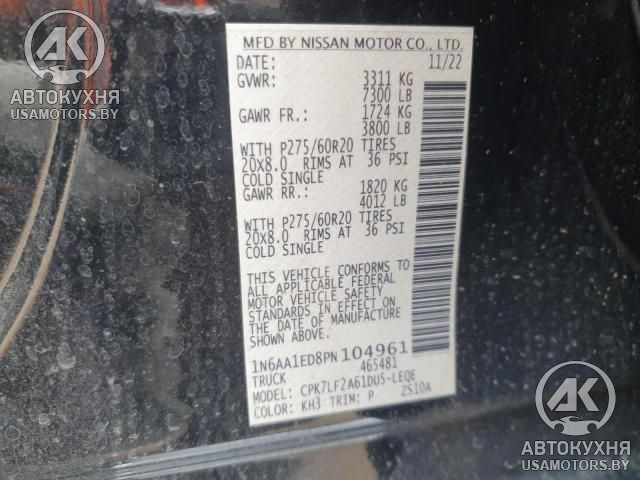 MFD BY NISSAN MOTOR CO., LTD.
DATE: 11/22
GVWR: 3311 KG
7300 LB
GAWR FR.: 1724 KG
3800 LB
WITH P275/60R20 TIRES
20X8.0 RIMS AT 36 PSI
COLD SINGLE
GAWR RR.: 1820 KG
4012 LB
WITH P275/60R20 TIRES
20X8.0 RIMS AT 36 PSI
COLD SINGLE
THIS VEHICLE CONFORMS TO
ALL APPLICABLE FEDERAL
MOTOR VEHICLE SAFETY
STANDARDS IN EFFECT ON
THE DATE OF MANUFACTURE
SHOWN ABOVE.
1N6AA1ED8PN104961
TRUCK 465481
MODEL: CPK7LF2A61DU5-LEQE
COLOR: KH3 TRIM: P ZS10A
АК
АВТОКУХНЯ
USAMOTORS.BY
АК
АВТОКУХНЯ
USAMOTORS.BY